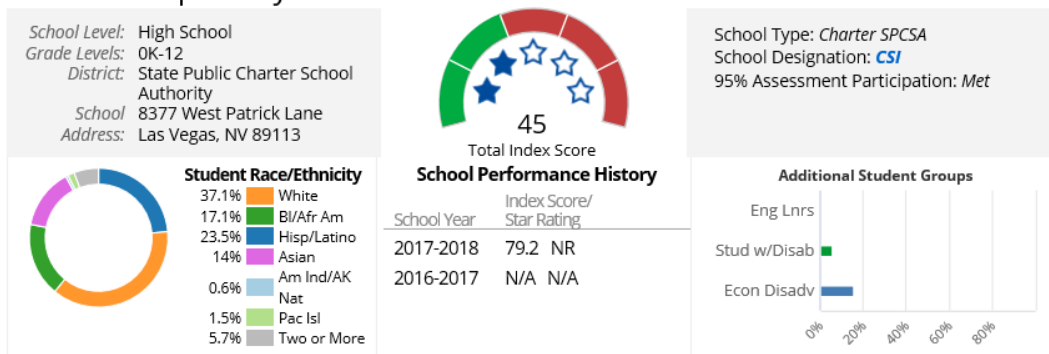 School Level: High School
Grade Levels: 0K-12
District: State Public Charter School
Authority
School 8377 West Patrick Lane
Address: Las Vegas, NV 89113
45
Total Index Score
School Type: Charter SPCSA
School Designation: CSI
95% Assessment Participation: Met
Student Race/Ethnicity
37.1% White
17.1% Bl/Afr Am
23.5% Hisp/Latino
14% Asian
0.6% Am Ind/AK
Nat
1.5% Pac Isl
5.7% Two or More
School Performance History
School Year Index Score/
Star Rating
2017-2018 79.2 NR
2016-2017 N/A N/A
Additional Student Groups
Eng Lnrs
Stud w/Disab
Econ Disadv
0% 20% 40% 60% 80%